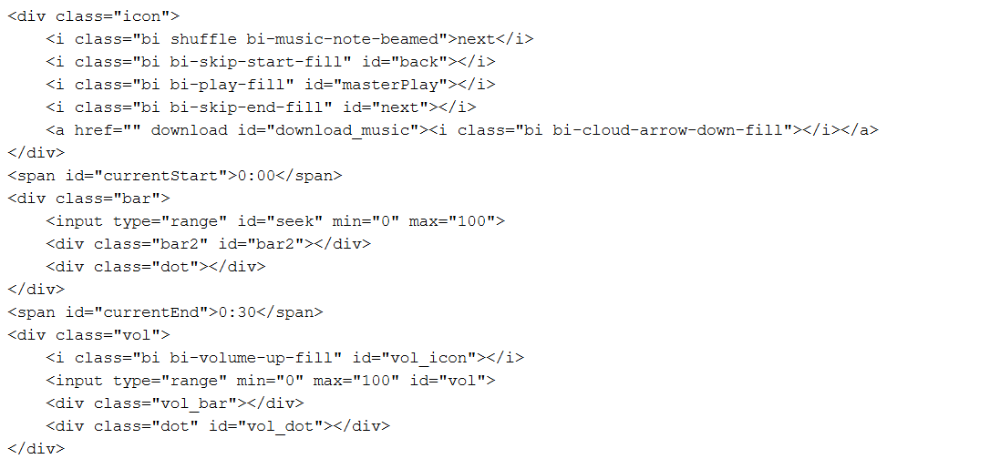 <div class="icon">
    <i class="bi shuffle bi-music-note-beamed">next</i>
    <i class="bi bi-skip-start-fill" id="back"></i>
    <i class="bi bi-play-fill" id="masterPlay"></i>
    <i class="bi bi-skip-end-fill" id="next"></i>
    <a href="" download id="download_music"><i class="bi bi-cloud-arrow-down-fill"></i></a>
</div>
<span id="currentStart">0:00</span>
<div class="bar">
    <input type="range" id="seek" min="0" max="100">
    <div class="bar2" id="bar2"></div>
    <div class="dot"></div>
</div>
<span id="currentEnd">0:30</span>
<div class="vol">
    <i class="bi bi-volume-up-fill" id="vol_icon"></i>
    <input type="range" min="0" max="100" id="vol">
    <div class="vol_bar"></div>
    <div class="dot" id="vol_dot"></div>
</div>